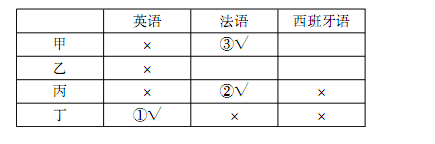 英语 法语 西班牙语
甲 × ③√
乙 ×
丙 × ②√ ×
丁 ①√ × ×